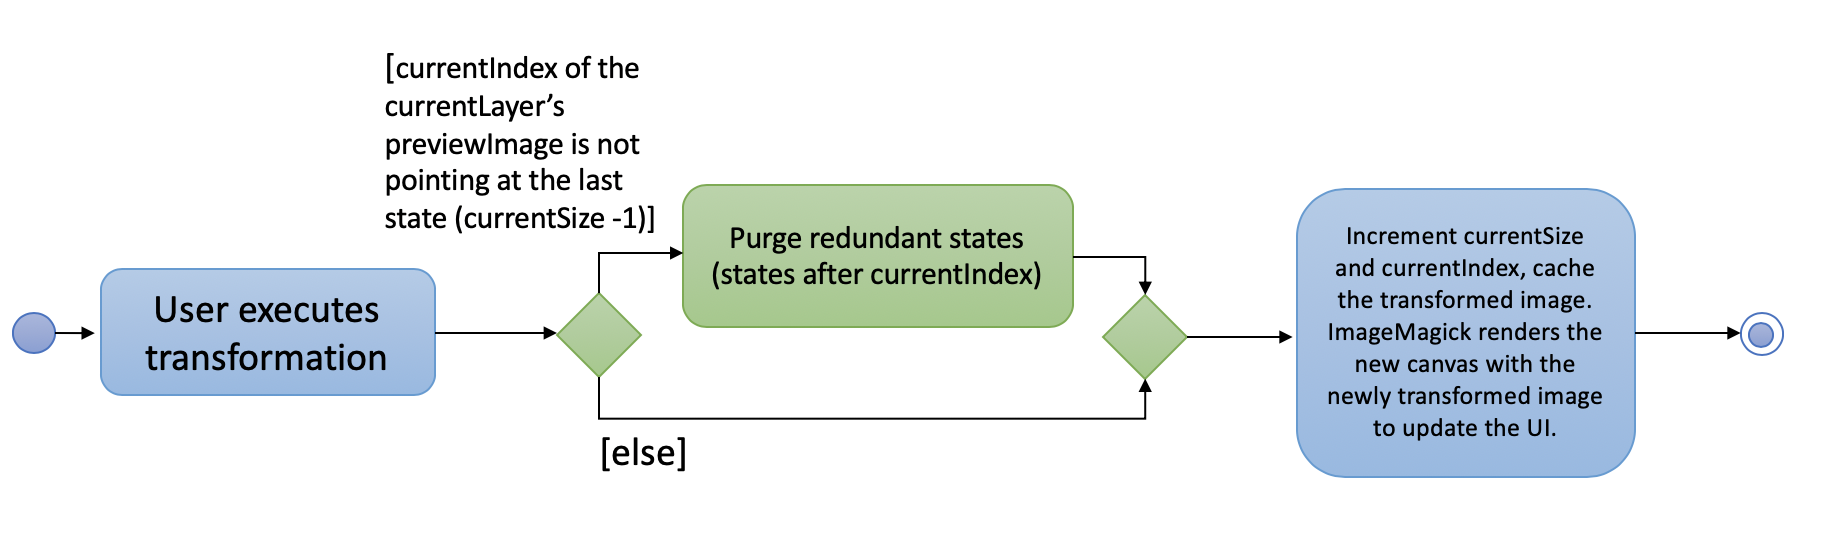 [currentIndex of the
currentLayer’s
previewImage is not
pointing at the last
state (currentSize -1)]
User executes
transformation
Purge redundant states
(states after currentIndex)
[else]
Increment currentSize
and currentIndex, cache
the transformed image.
ImageMagick renders the
new canvas with the
newly transformed image
to update the UI.